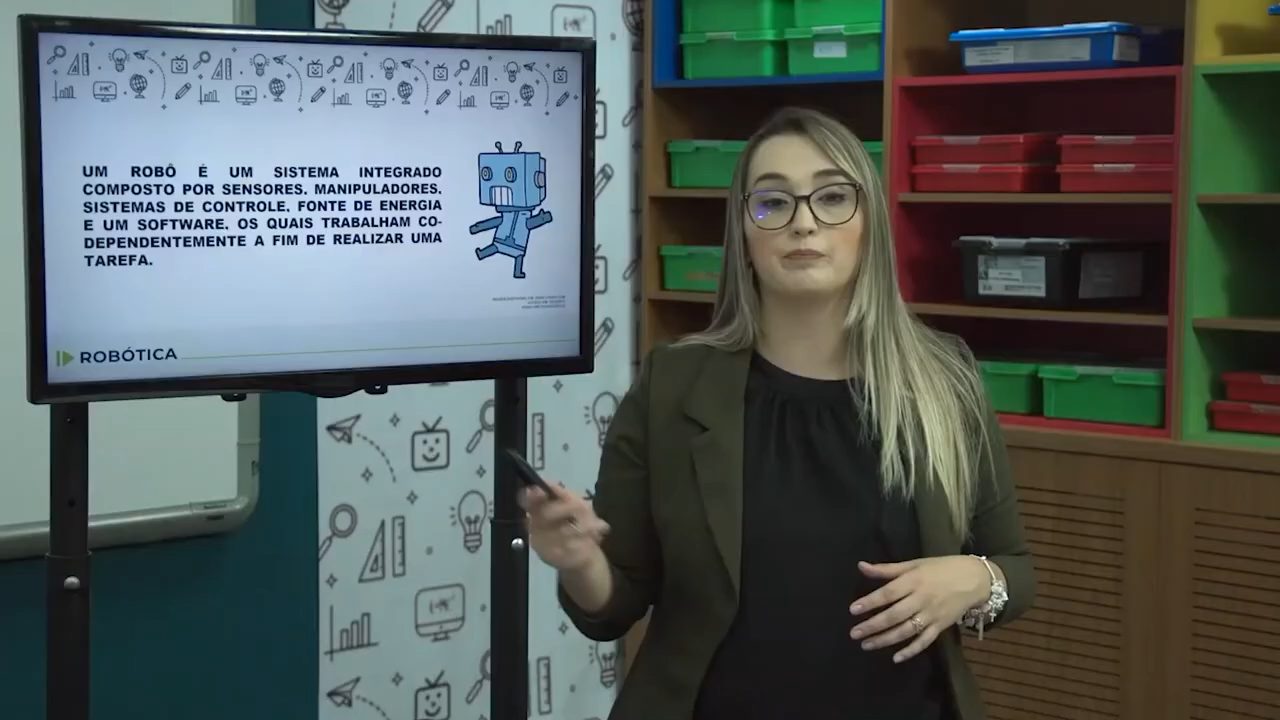 UM ROBÔ É UM SISTEMA INTEGRADO
COMPOSTO POR SENSORES, MANIPULADORES,
SISTEMAS DE CONTROLE, FONTE DE ENERGIA
E UM SOFTWARE, OS QUAIS TRABALHAM CO-
DEPENDENTEMENTE A FIM DE REALIZAR UMA
TAREFA.
ROBÓTICA